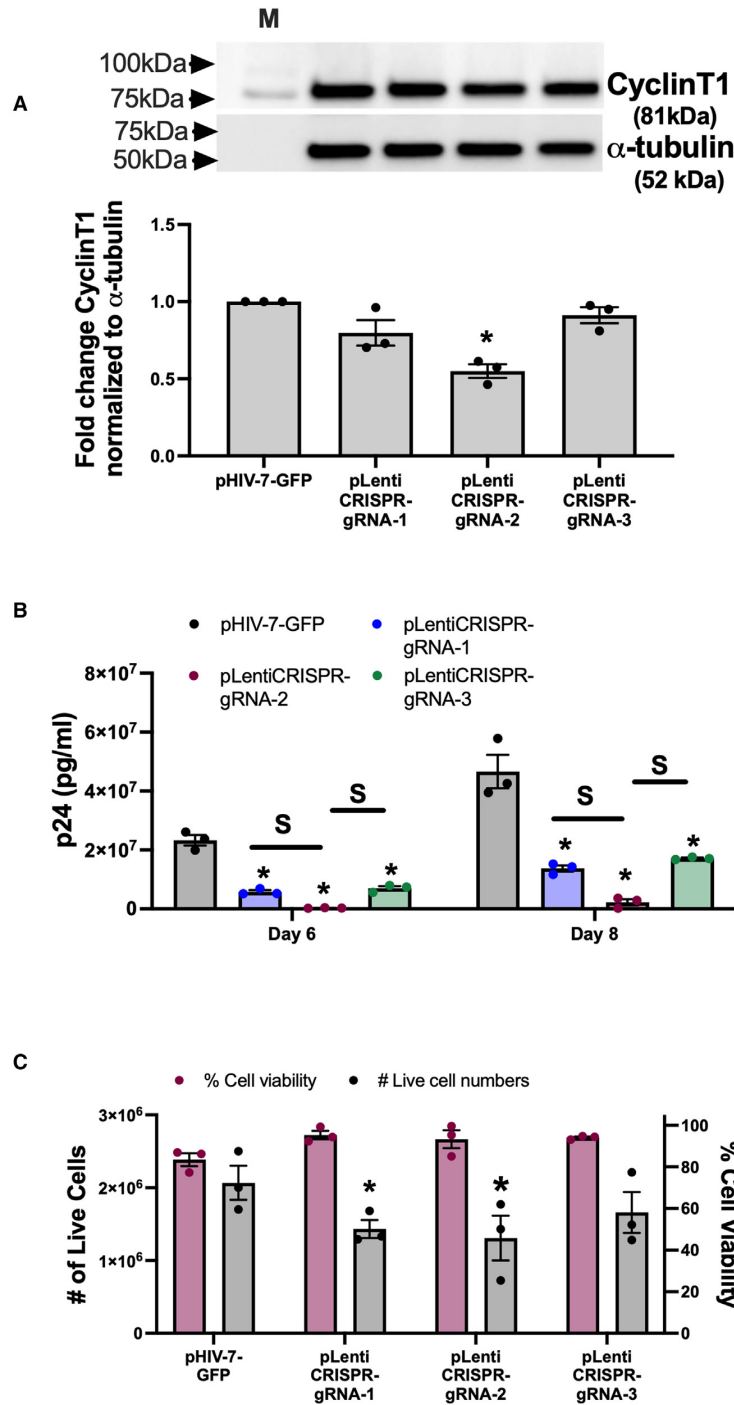 M
A
100kDa
75kDa
CyclinT1
(81kDa)
75kDa
50kDa
α-tubulin
(52 kDa)
Fold change CyclinT1
normalized to α-tubulin
1.5
1.0
0.5
0.0
*
pHIV-7-GFP
pLenti
CRISPR-
gRNA-1
pLenti
CRISPR-
gRNA-2
pLenti
CRISPR-
gRNA-3
B
pHIV-7-GFP
pLentiCRISPR-
gRNA-1
pLentiCRISPR-
gRNA-2
pLentiCRISPR-
gRNA-3
p24 (pg/ml)
8×10⁷
6×10⁷
4×10⁷
2×10⁷
0
S
S
S
S
* * * * * *
Day 6
Day 8
C
% Cell viability
# Live cell numbers
# of Live Cells
3×10⁶
2×10⁶
1×10⁶
0
* *
100
80
60
40
20
0
% Cell Viability
pHIV-7-
GFP
pLenti
CRISPR-
gRNA-1
pLenti
CRISPR-
gRNA-2
pLenti
CRISPR-
gRNA-3